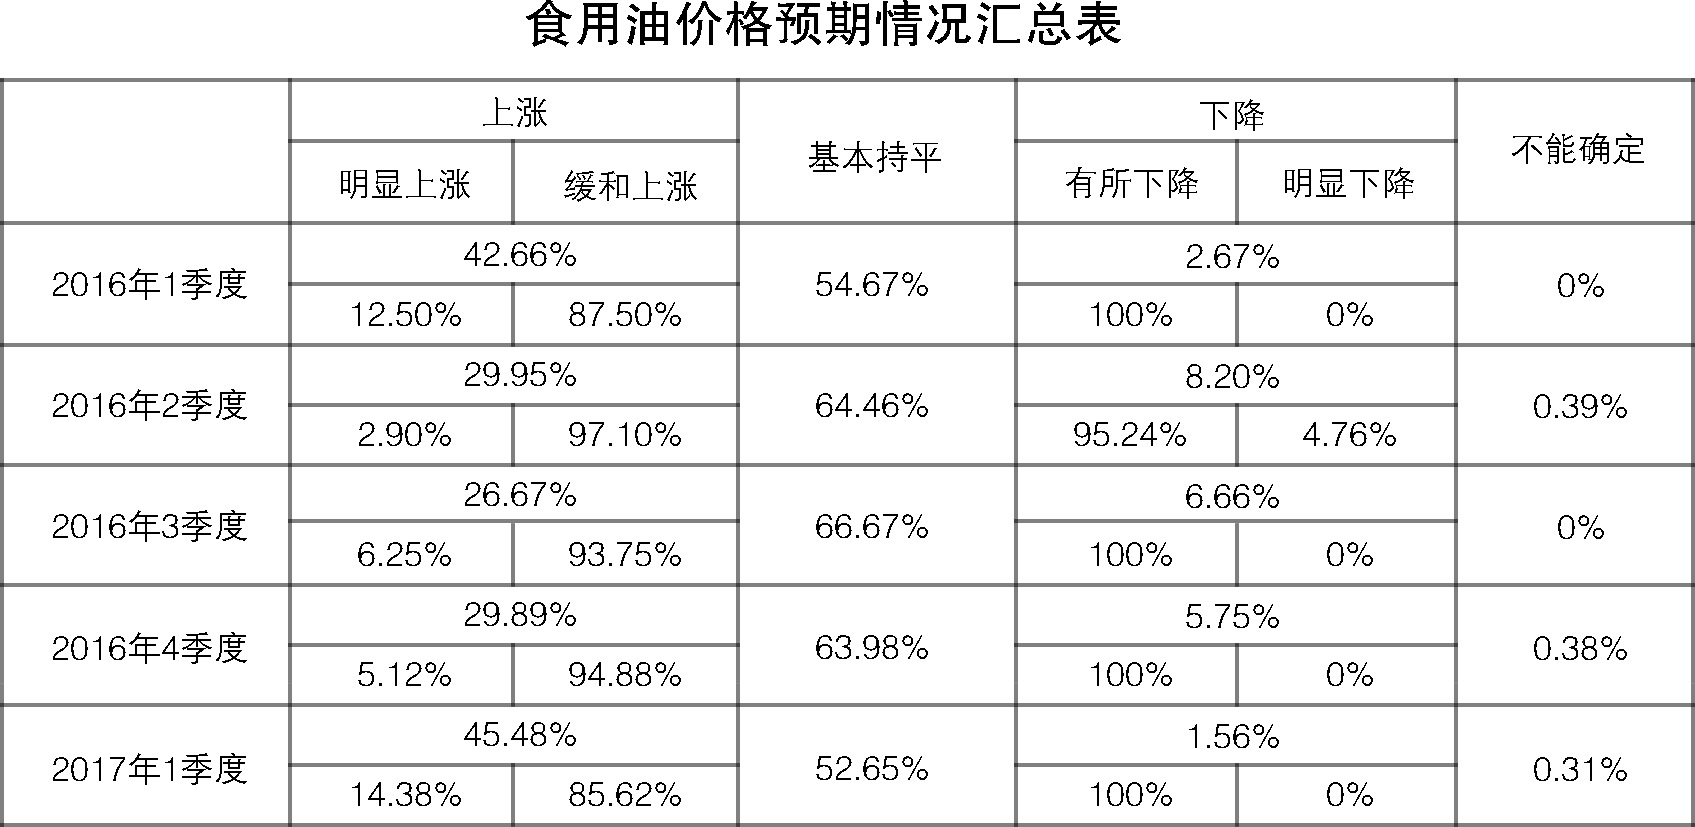 食用油价格预期情况汇总表
上涨 基本持平 下降 不能确定
明显上涨 缓和上涨 有所下降 明显下降
2016年1季度 42.66% 54.67% 2.67% 0%
12.50% 87.50% 100% 0%
2016年2季度 29.95% 64.46% 8.20% 0.39%
2.90% 97.10% 95.24% 4.76%
2016年3季度 26.67% 66.67% 6.66% 0%
6.25% 93.75% 100% 0%
2016年4季度 29.89% 63.98% 5.75% 0.38%
5.12% 94.88% 100% 0%
2017年1季度 45.48% 52.65% 1.56% 0.31%
14.38% 85.62% 100% 0%